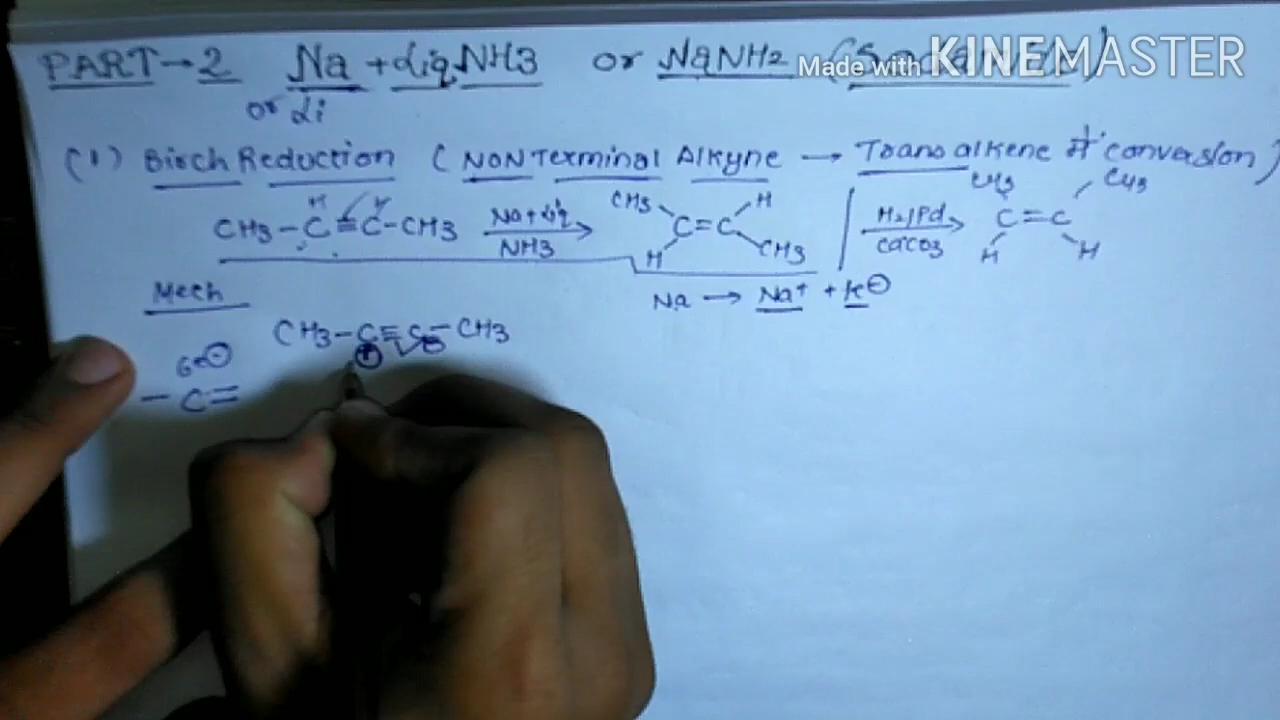 PART → 2 Na + Liq NH3 or NaNH2
Made with KINEMASTER
or Li
(1) Birch Reduction (NON Terminal Alkyne → Trans alkene conversion)
CH3 - C ≡ C - CH3 Na + Liq NH3 CH3 H C = C H CH3 H2/Pd CaCO3 CH3 CH3 C = C H H
Mech Na → Na+ + e⊖
CH3 - C ≡ C - CH3
⊕ ⊖
- C =